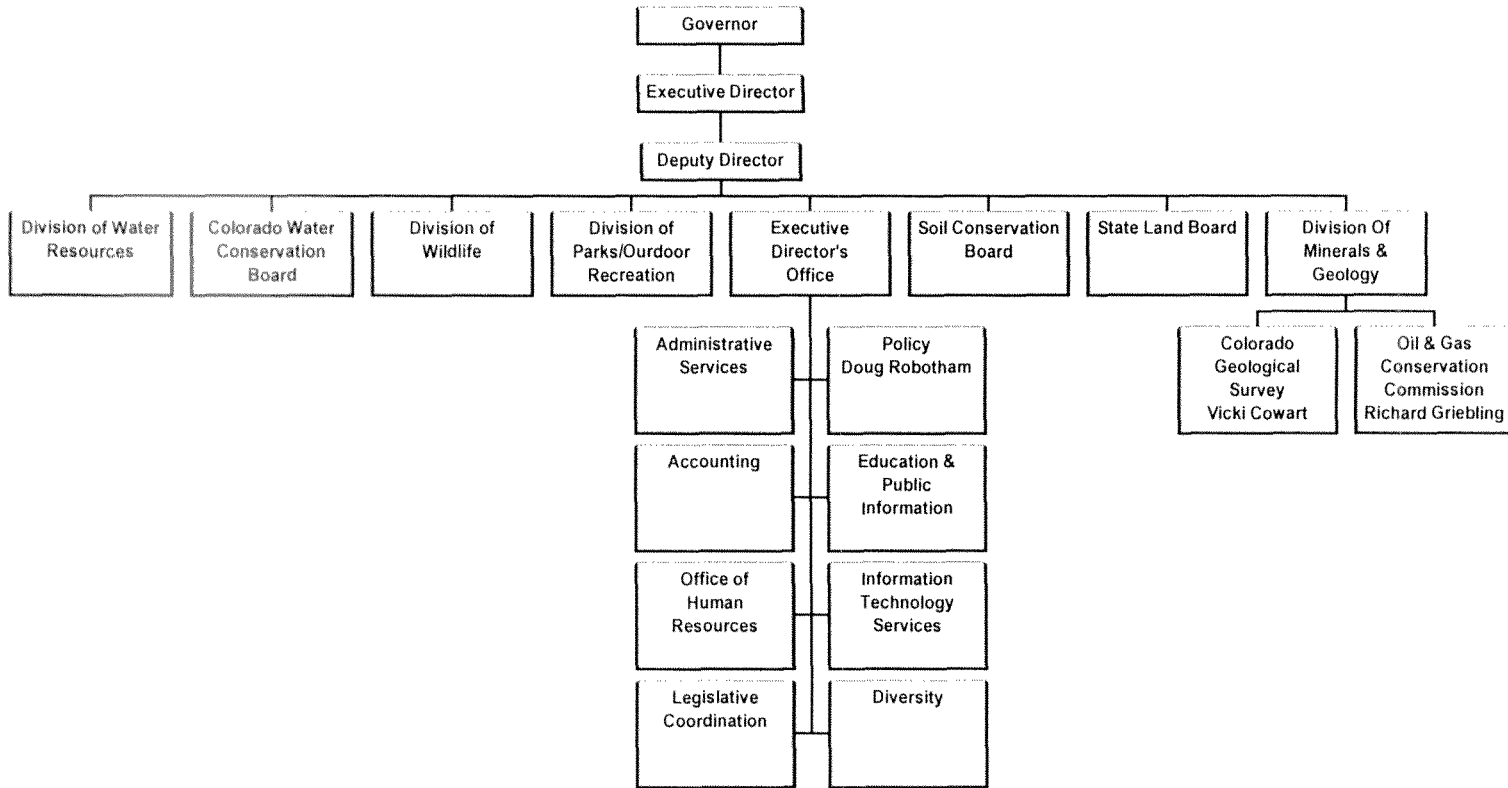 Governor
Executive Director
Deputy Director
Division of Water
Resources
Colorado Water
Conservation
Board
Division of
Wildlife
Division of
Parks/Ourdoor
Recreation
Executive
Director's
Office
Soil Conservation
Board
State Land Board
Division Of
Minerals &
Geology
Administrative
Services
Policy
Doug Robotham
Colorado
Geological
Survey
Vicki Cowart
Oil & Gas
Conservation
Commission
Richard Griebling
Accounting
Education &
Public
Information
Office of
Human
Resources
Information
Technology
Services
Legislative
Coordination
Diversity